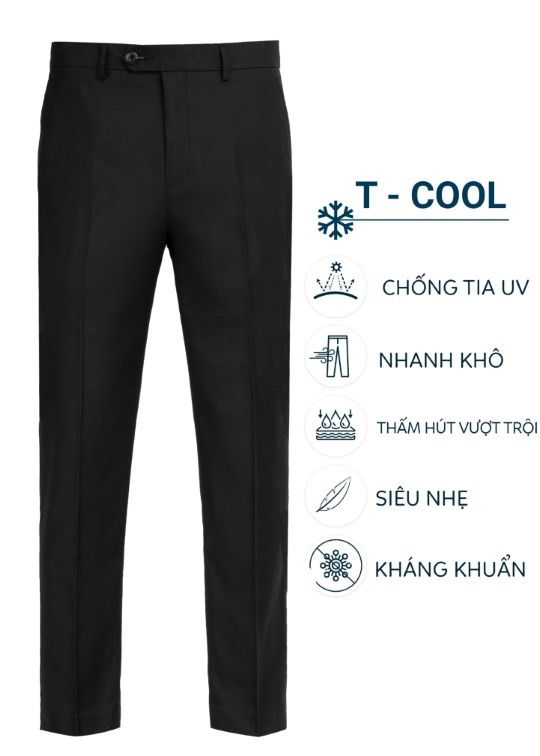 T - COOL
CHỐNG TIA UV
NHANH KHÔ
THẤM HÚT VƯỢT TRỘI
SIÊU NHẸ
KHÁNG KHUẨN